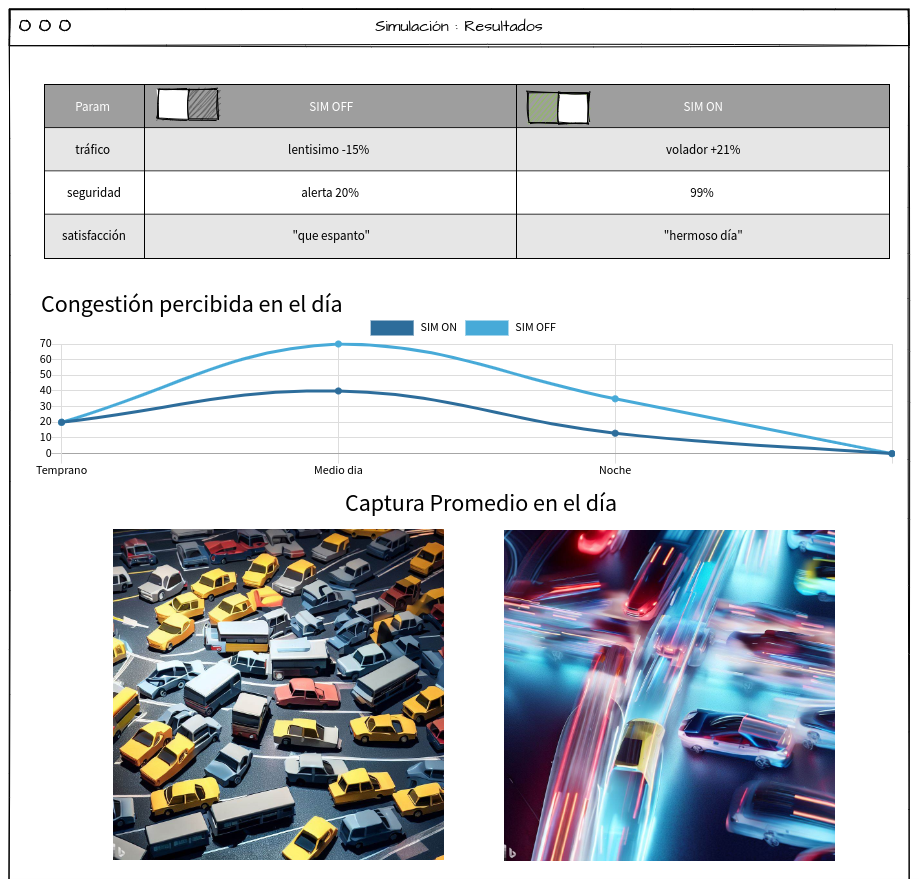 Simulación : Resultados
Param SIM OFF SIM ON
tráfico lentisimo -15% volador +21%
seguridad alerta 20% 99%
satisfacción "que espanto" "hermoso día"
Congestión percibida en el día
SIM ON SIM OFF
70
60
50
40
30
20
10
0
Temprano Medio dia Noche
Captura Promedio en el día